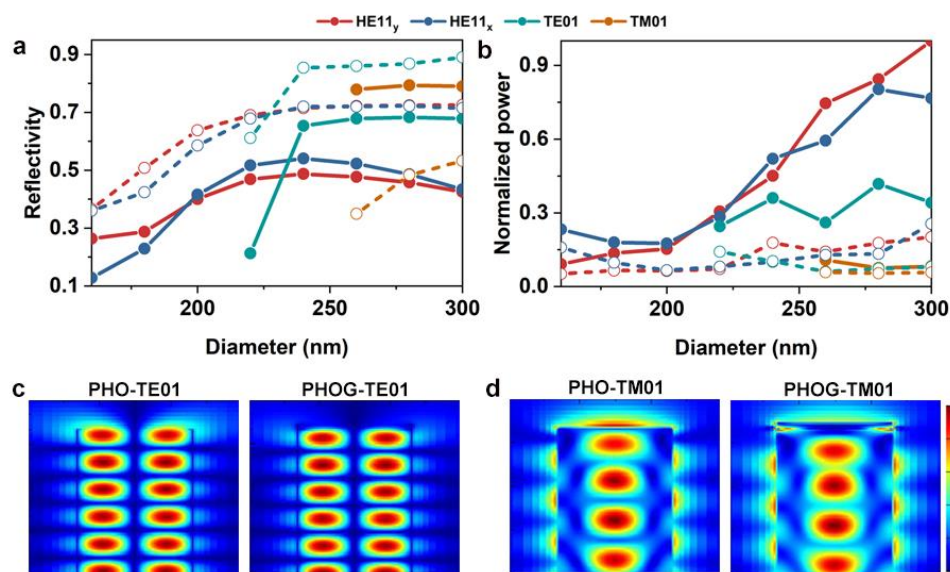 HE11y HE11x TE01 TM01
a
b
0.9
0.7
0.5
0.3
0.1
Reflectivity
200 250 300
Diameter (nm)
0.9
0.6
0.3
0.0
Normalized power
200 250 300
Diameter (nm)
c
PHO-TE01 PHOG-TE01
d
PHO-TM01 PHOG-TM01